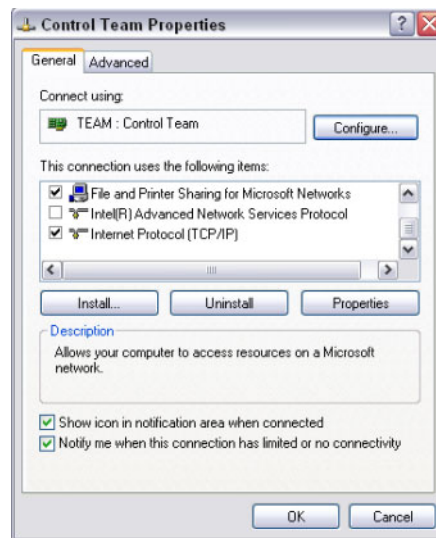 Control Team Properties
General Advanced
Connect using:
TEAM : Control Team
Configure...
This connection uses the following items:
File and Printer Sharing for Microsoft Networks
Intel(R) Advanced Network Services Protocol
Internet Protocol (TCP/IP)
Install... Uninstall Properties
Description
Allows your computer to access resources on a Microsoft
network.
Show icon in notification area when connected
Notify me when this connection has limited or no connectivity
OK Cancel